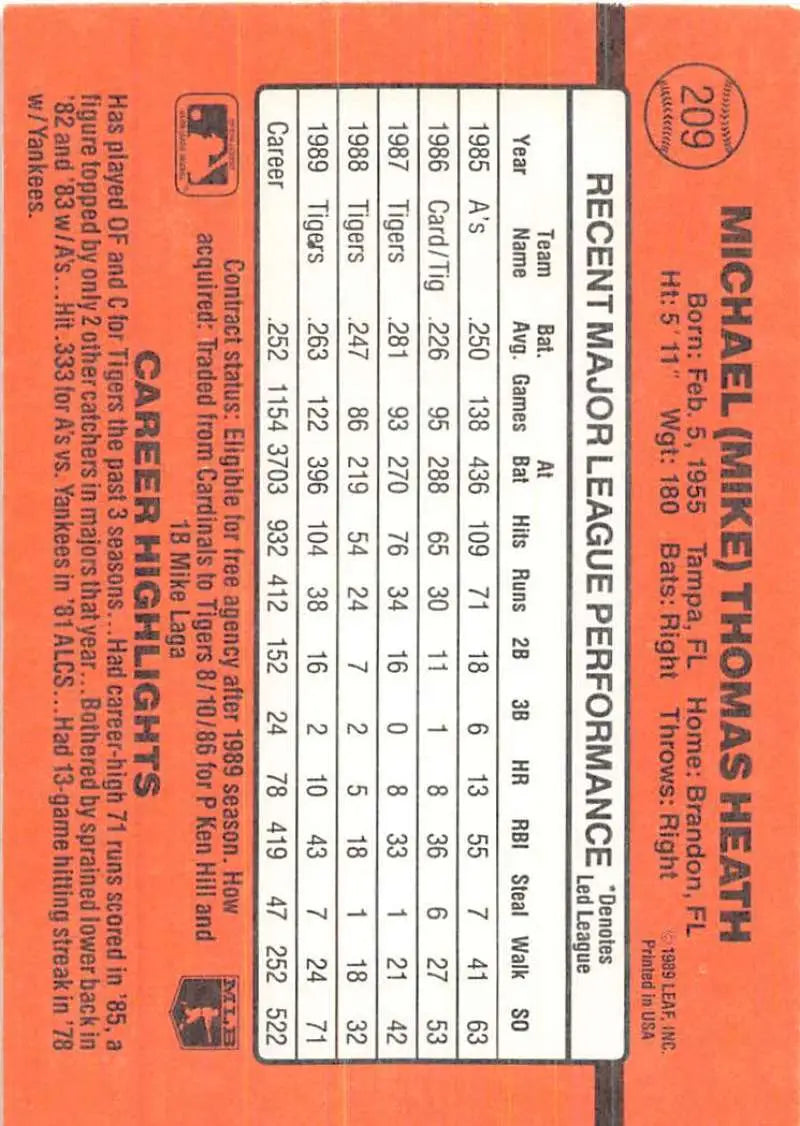 209
MICHAEL (MIKE) THOMAS HEATH
Born: Feb. 5, 1955 Tampa, FL Home: Brandon, FL
Ht: 5' 11" Wgt: 180 Bats: Right Throws: Right
© 1989 LEAF, INC.
Printed in USA
RECENT MAJOR LEAGUE PERFORMANCE *Denotes Led League
Year Team Name Bat. Avg. Games At Bat Hits Runs 2B 3B HR RBI Steal Walk SO
1985 A's .250 138 436 109 71 18 6 13 55 7 41 63
1986 Card/Tig .226 95 288 65 30 11 1 8 36 6 27 53
1987 Tigers .281 93 270 76 34 16 0 8 33 1 21 42
1988 Tigers .247 86 219 54 24 7 2 5 18 1 18 32
1989 Tigers .263 122 396 104 38 16 2 10 43 7 24 71
Career .252 1154 3703 932 412 152 24 78 419 47 252 522
Contract status: Eligible for free agency after 1989 season. How
acquired: Traded from Cardinals to Tigers 8/10/86 for P Ken Hill and
1B Mike Laga
MLB
CAREER HIGHLIGHTS
Has played OF and C for Tigers the past 3 seasons...Had career-high 71 runs scored in '85, a
figure topped by only 2 other catchers in majors that year...Bothered by sprained lower back in
'82 and '83 w/A's...Hit .333 for A's vs. Yankees in '81 ALCS...Had 13-game hitting streak in '78
w/Yankees.